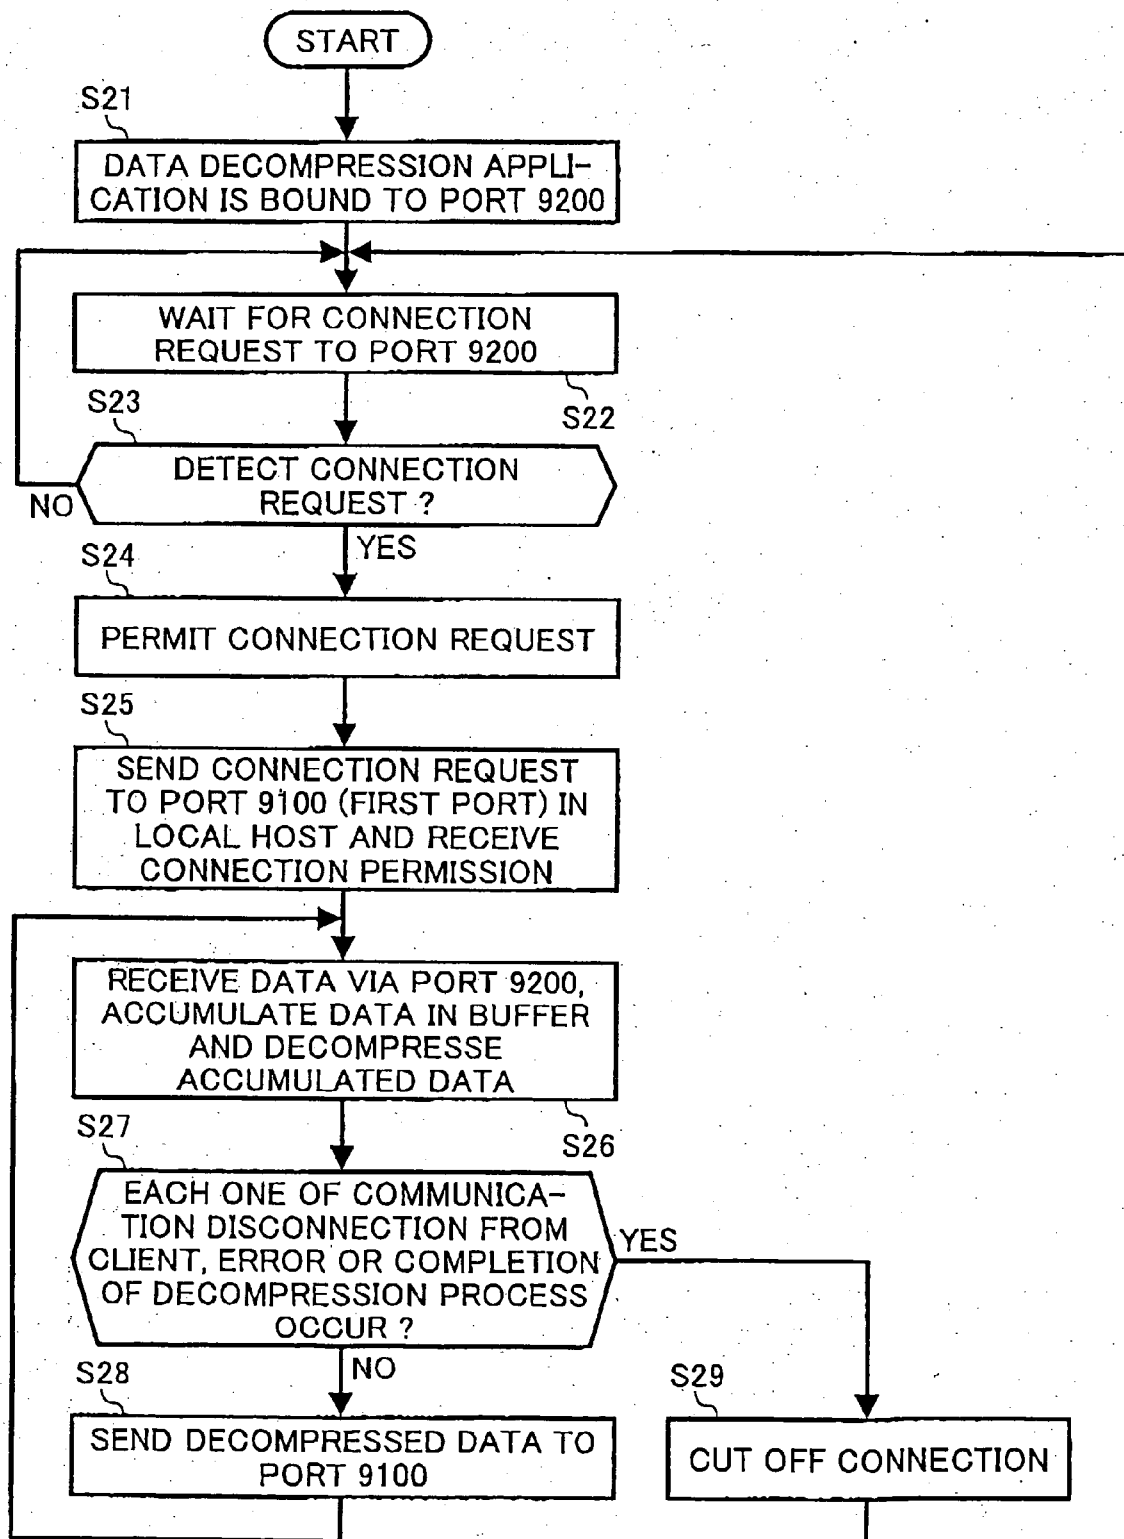 START
S21
DATA DECOMPRESSION APPLI-
CATION IS BOUND TO PORT 9200
WAIT FOR CONNECTION
REQUEST TO PORT 9200
S22
S23
DETECT CONNECTION
REQUEST ?
NO
YES
S24
PERMIT CONNECTION REQUEST
S25
SEND CONNECTION REQUEST
TO PORT 9100 (FIRST PORT) IN
LOCAL HOST AND RECEIVE
CONNECTION PERMISSION
RECEIVE DATA VIA PORT 9200,
ACCUMULATE DATA IN BUFFER
AND DECOMPRESSE
ACCUMULATED DATA
S26
S27
EACH ONE OF COMMUNICA-
TION DISCONNECTION FROM
CLIENT, ERROR OR COMPLETION
OF DECOMPRESSION PROCESS
OCCUR ?
YES
NO
S28
SEND DECOMPRESSED DATA TO
PORT 9100
S29
CUT OFF CONNECTION